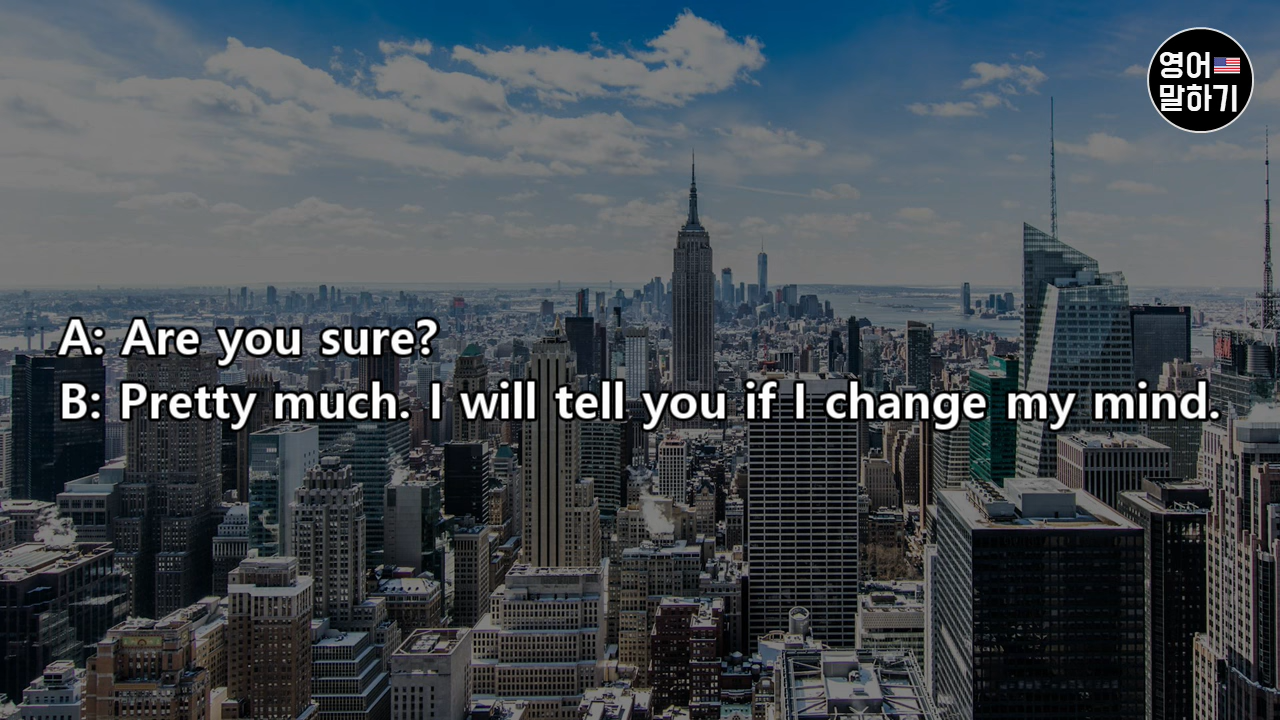 영어
말하기
A: Are you sure?
B: Pretty much. I will tell you if I change my mind.